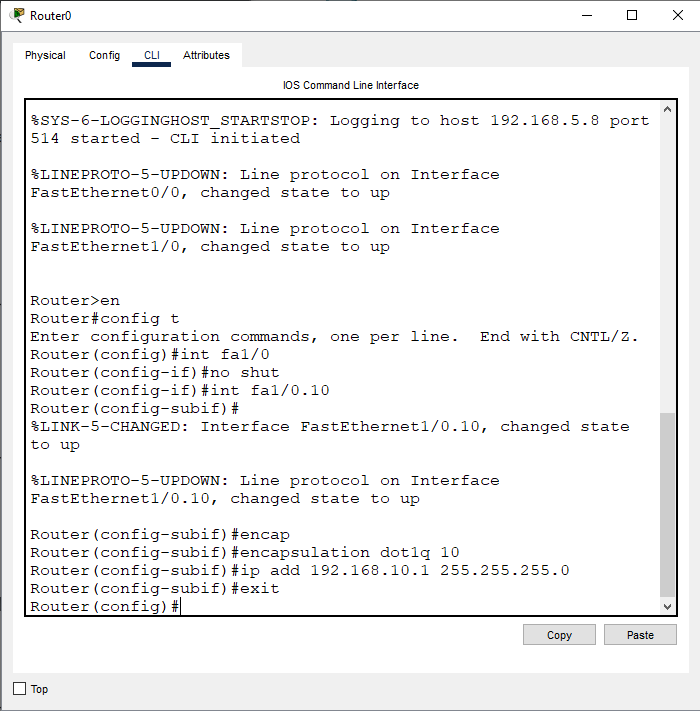 Router0
Physical Config CLI Attributes
IOS Command Line Interface
%SYS-6-LOGGINGHOST_STARTSTOP: Logging to host 192.168.5.8 port
514 started - CLI initiated
%LINEPROTO-5-UPDOWN: Line protocol on Interface
FastEthernet0/0, changed state to up
%LINEPROTO-5-UPDOWN: Line protocol on Interface
FastEthernet1/0, changed state to up
Router>en
Router#config t
Enter configuration commands, one per line.  End with CNTL/Z.
Router(config)#int fa1/0
Router(config-if)#no shut
Router(config-if)#int fa1/0.10
Router(config-subif)#
%LINK-5-CHANGED: Interface FastEthernet1/0.10, changed state
to up
%LINEPROTO-5-UPDOWN: Line protocol on Interface
FastEthernet1/0.10, changed state to up
Router(config-subif)#encap
Router(config-subif)#encapsulation dot1q 10
Router(config-subif)#ip add 192.168.10.1 255.255.255.0
Router(config-subif)#exit
Router(config)#
Copy Paste
Top